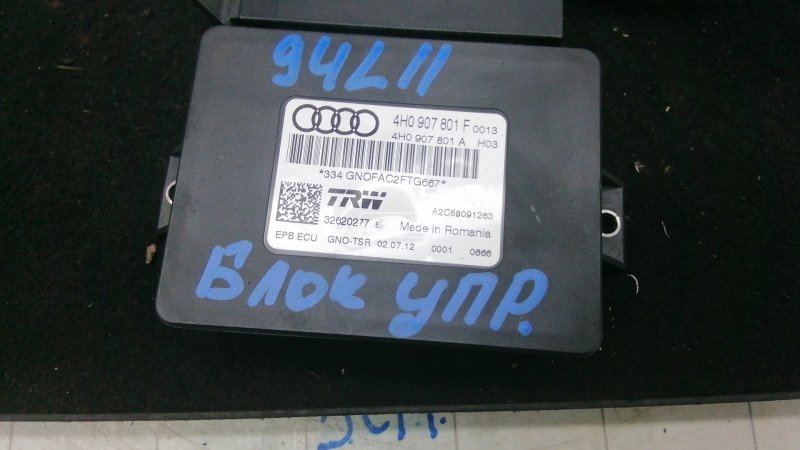 94L11
4H0 907 801 F 0013
4H0 907 801 A H03
*334 GNOFAC2FTG667*
TRW
A2C58091263
32620277 B Made in Romania
EPB ECU GNO-TSR 02.07.12 0001 0666
Блок упр.